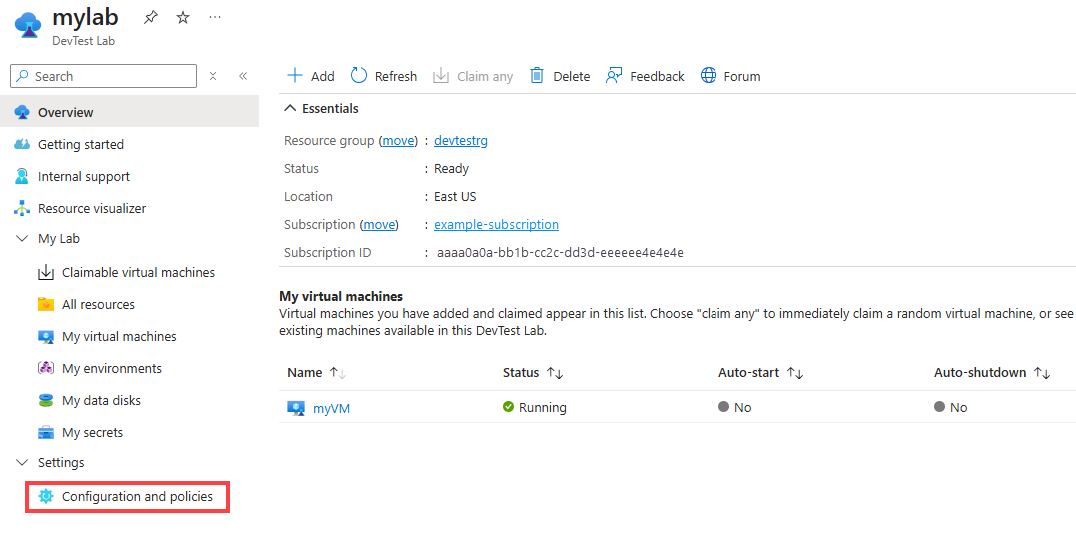 mylab
DevTest Lab
Search
Overview
Getting started
Internal support
Resource visualizer
My Lab
Claimable virtual machines
All resources
My virtual machines
My environments
My data disks
My secrets
Settings
Configuration and policies
Add Refresh Claim any Delete Feedback Forum
Essentials
Resource group (move) : devtestrg
Status : Ready
Location : East US
Subscription (move) : example-subscription
Subscription ID : aaaa0a0a-bb1b-cc2c-dd3d-eeeeee4e4e4e
My virtual machines
Virtual machines you have added and claimed appear in this list. Choose "claim any" to immediately claim a random virtual machine, or see
existing machines available in this DevTest Lab.
Name Status Auto-start Auto-shutdown
myVM Running No No